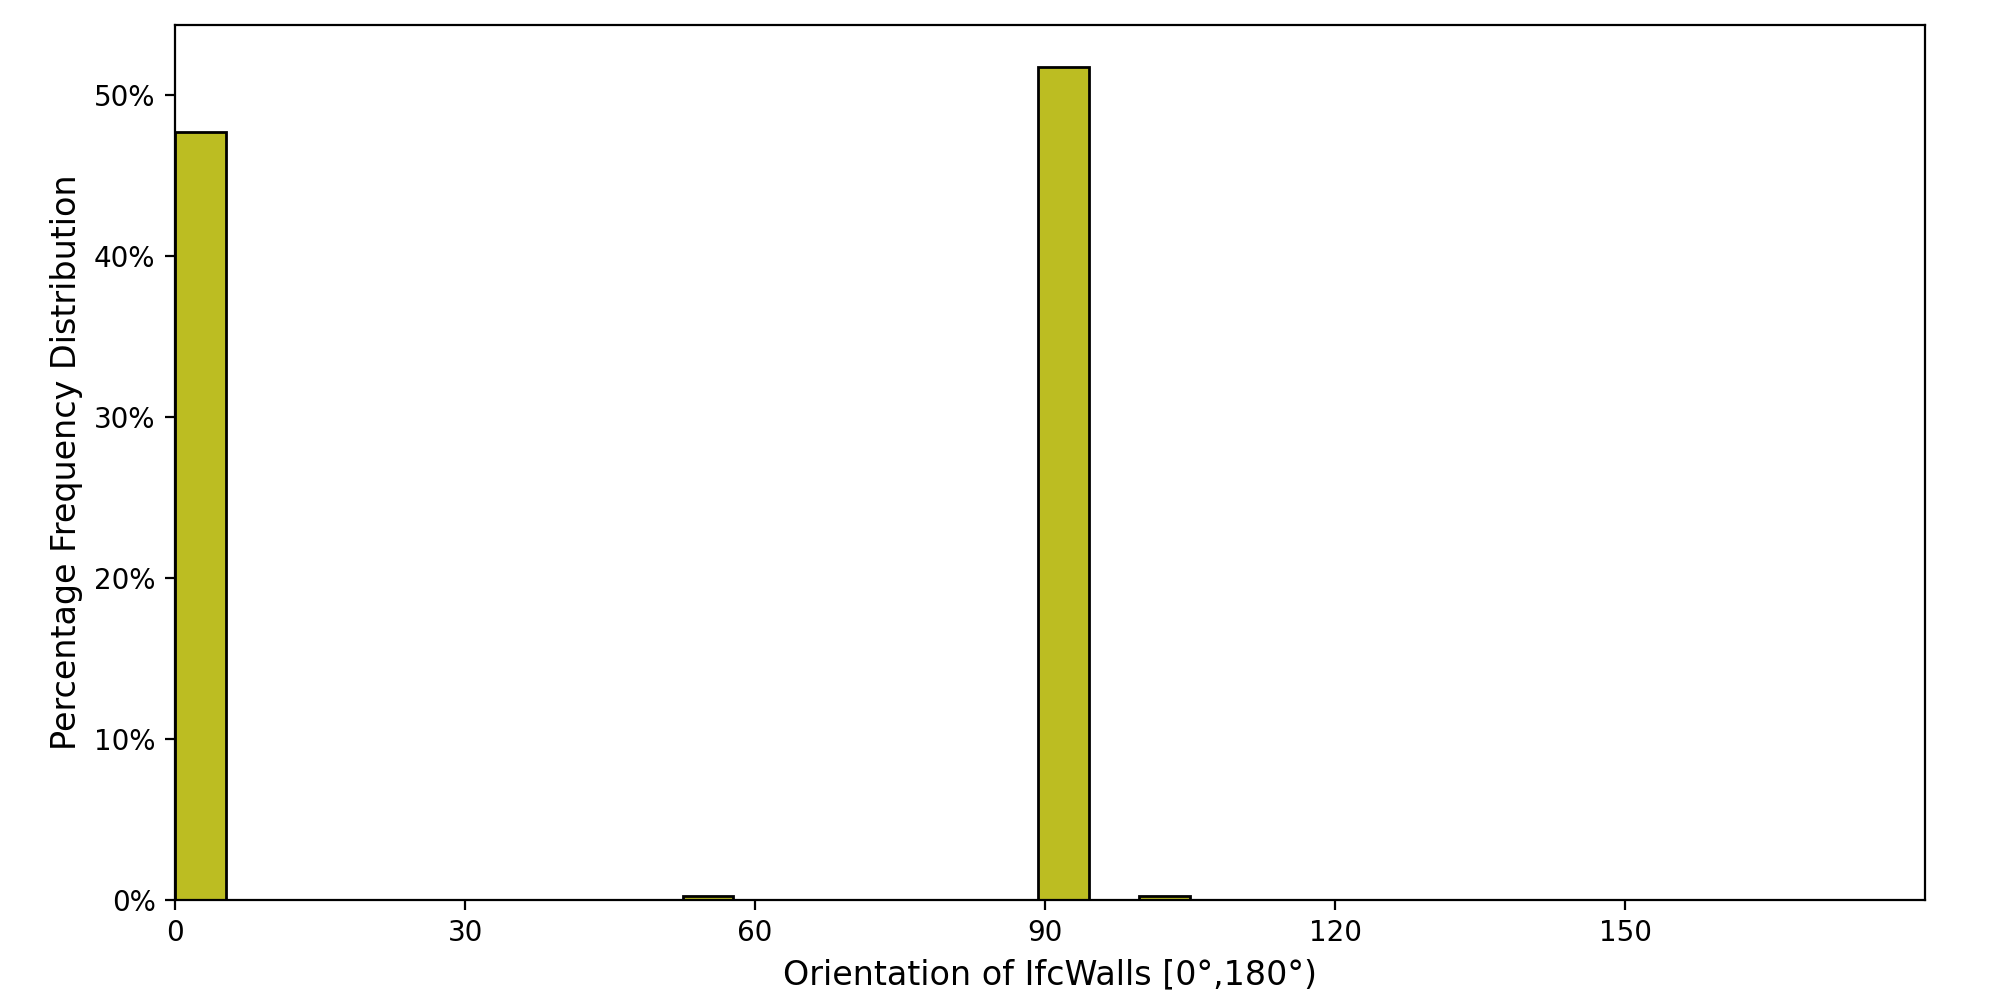 Percentage Frequency Distribution
50%
40%
30%
20%
10%
0%
0 30 60 90 120 150
Orientation of IfcWalls [0°,180°)